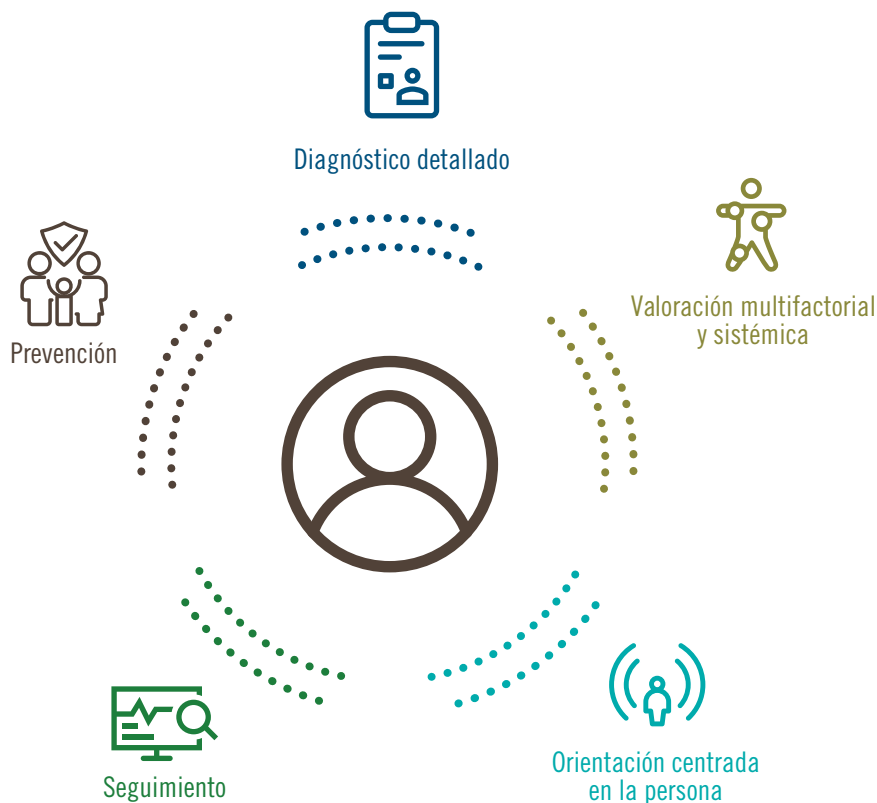 Diagnóstico detallado
Valoración multifactorial
y sistémica
Prevención
Orientación centrada
en la persona
Seguimiento